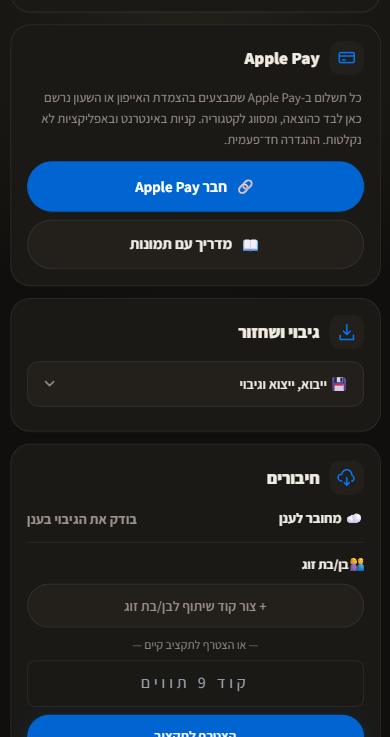 Apple Pay
כל תשלום ב-Apple Pay שמבצעים בהצמדת האייפון או השעון נרשם
כאן לבד כהוצאה, ומסווג לקטגוריה. קניות באינטרנט ובאפליקציות לא
נקלטות. ההגדרה חד־פעמית.
חבר Apple Pay
מדריך עם תמונות
גיבוי ושחזור
ייבוא, ייצוא וגיבוי
חיבורים
מחובר לענן
בודק את הגיבוי בענן
בן/בת זוג
+ צור קוד שיתוף לבן/בת זוג
— או הצטרף לתקציב קיים —
קוד 9 תווים
הצטרף לתקציב